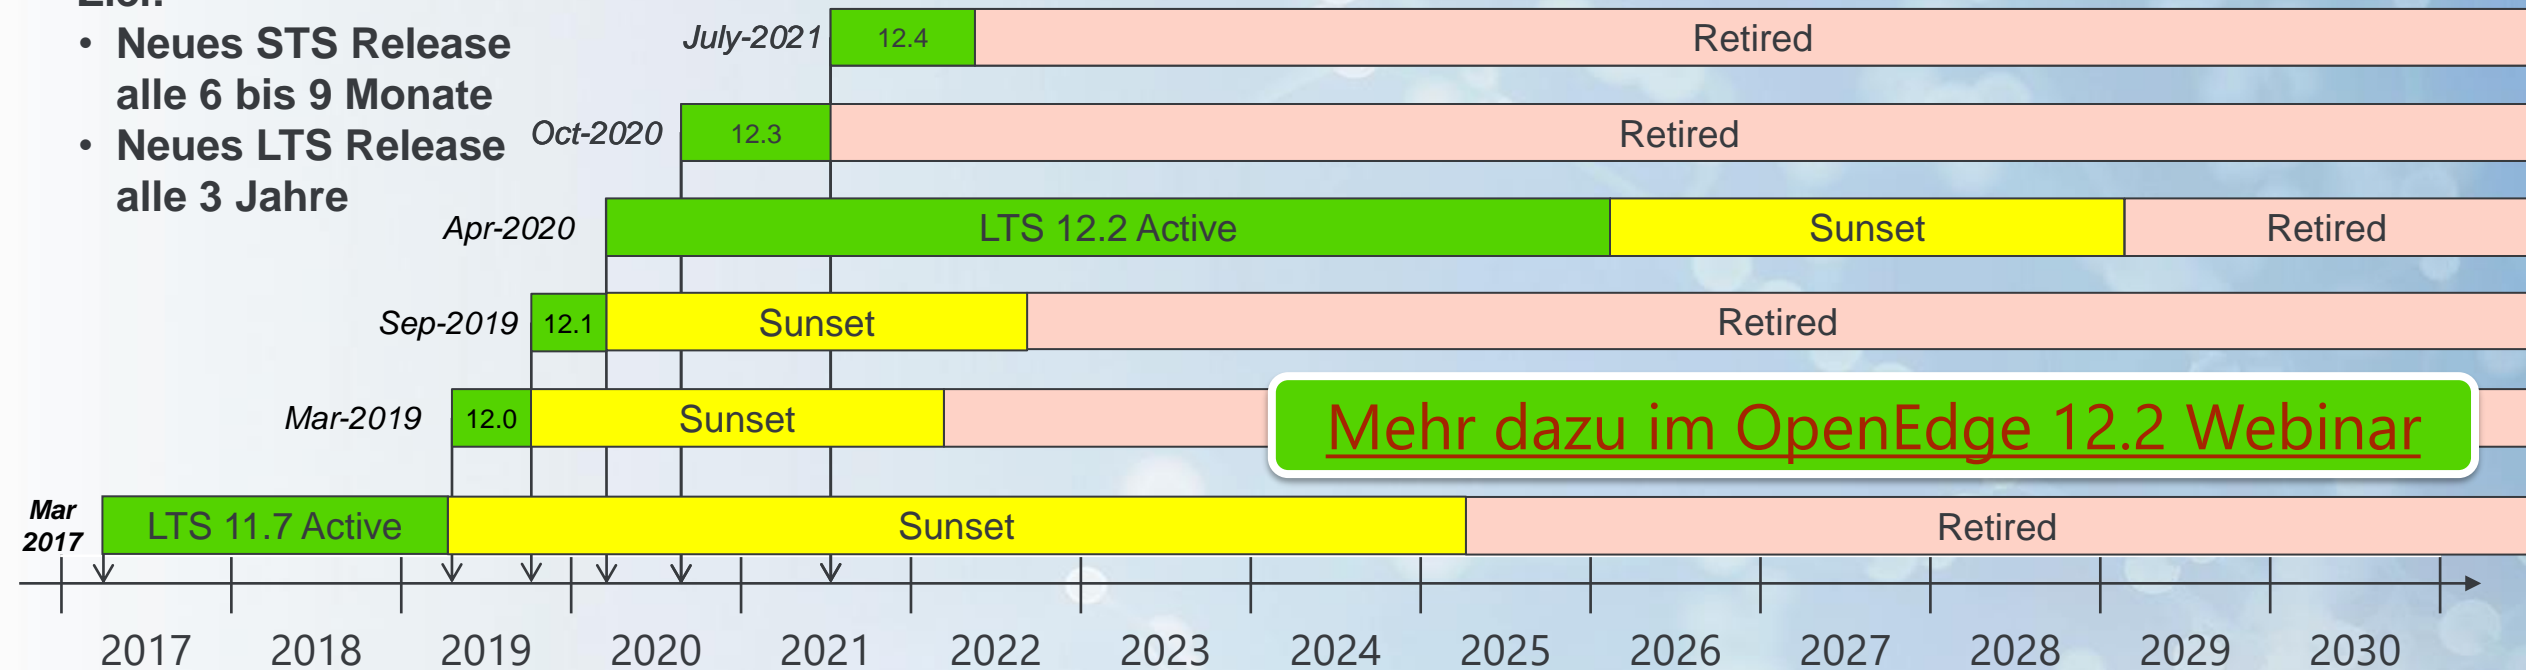 Ziel:
• Neues STS Release
alle 6 bis 9 Monate
• Neues LTS Release
alle 3 Jahre
July-2021 12.4 Retired
Oct-2020 12.3 Retired
Apr-2020 LTS 12.2 Active Sunset Retired
Sep-2019 12.1 Sunset Retired
Mar-2019 12.0 Sunset
Mehr dazu im OpenEdge 12.2 Webinar
Mar
2017
LTS 11.7 Active Sunset Retired
2017 2018 2019 2020 2021 2022 2023 2024 2025 2026 2027 2028 2029 2030